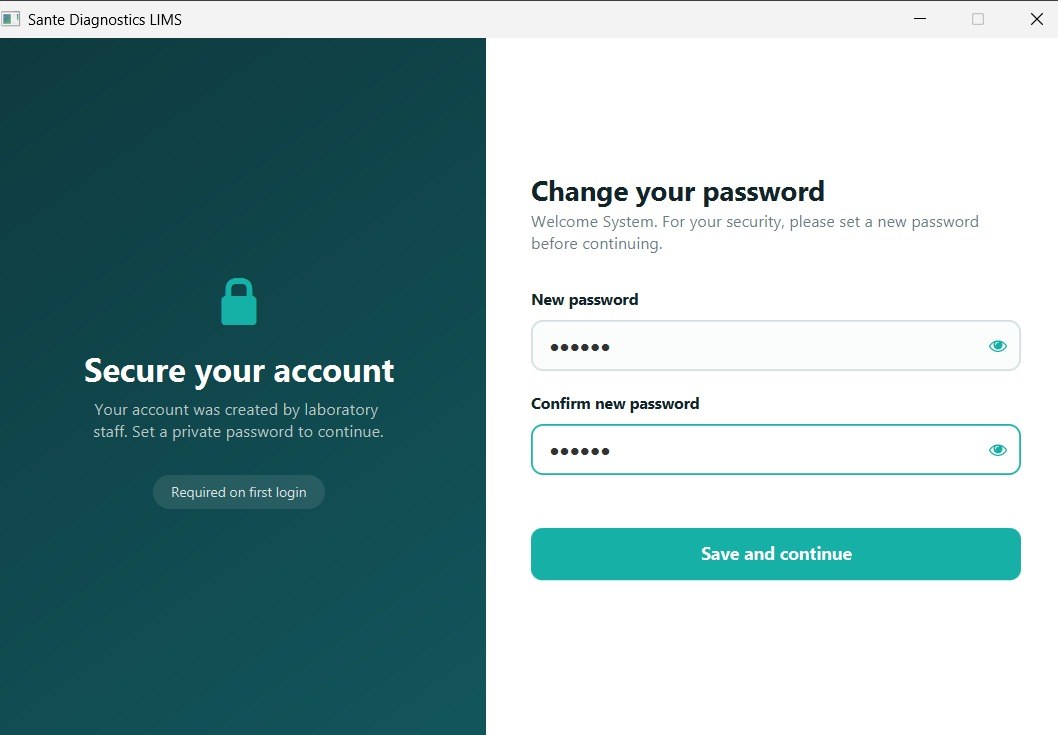 Sante Diagnostics LIMS
Secure your account
Your account was created by laboratory
staff. Set a private password to continue.
Required on first login
Change your password
Welcome System. For your security, please set a new password
before continuing.
New password
●●●●●●
Confirm new password
●●●●●●
Save and continue